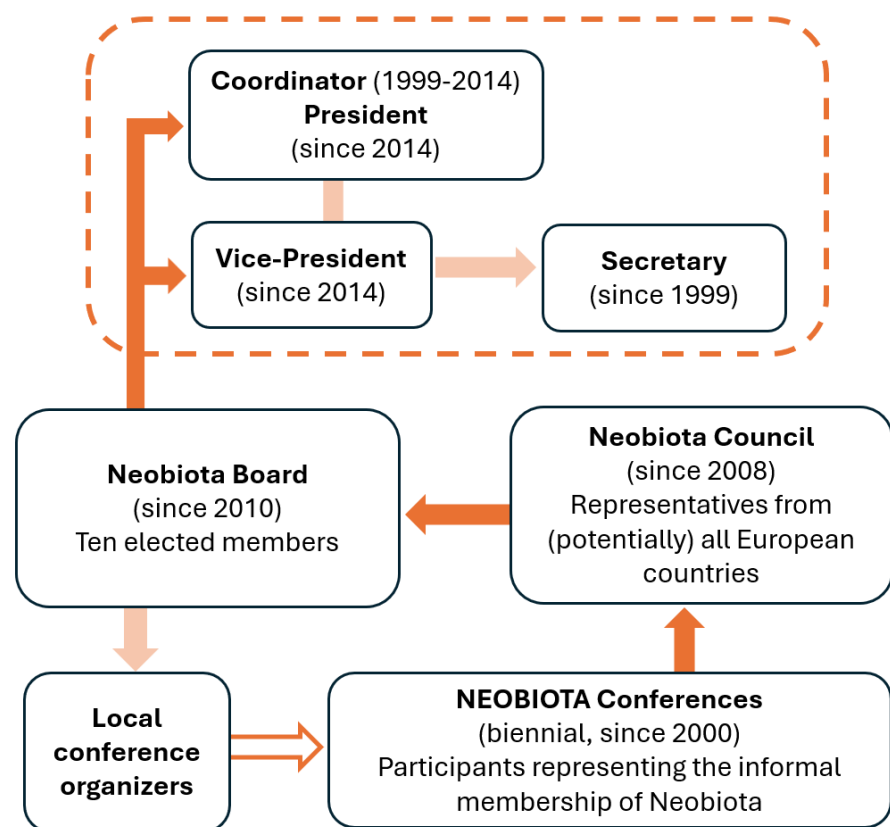 Coordinator (1999-2014)
President
(since 2014)
Vice-President
(since 2014)
Secretary
(since 1999)
Neobiota Board
(since 2010)
Ten elected members
Neobiota Council
(since 2008)
Representatives from
(potentially) all European
countries
Local
conference
organizers
NEOBIOTA Conferences
(biennial, since 2000)
Participants representing the informal
membership of Neobiota